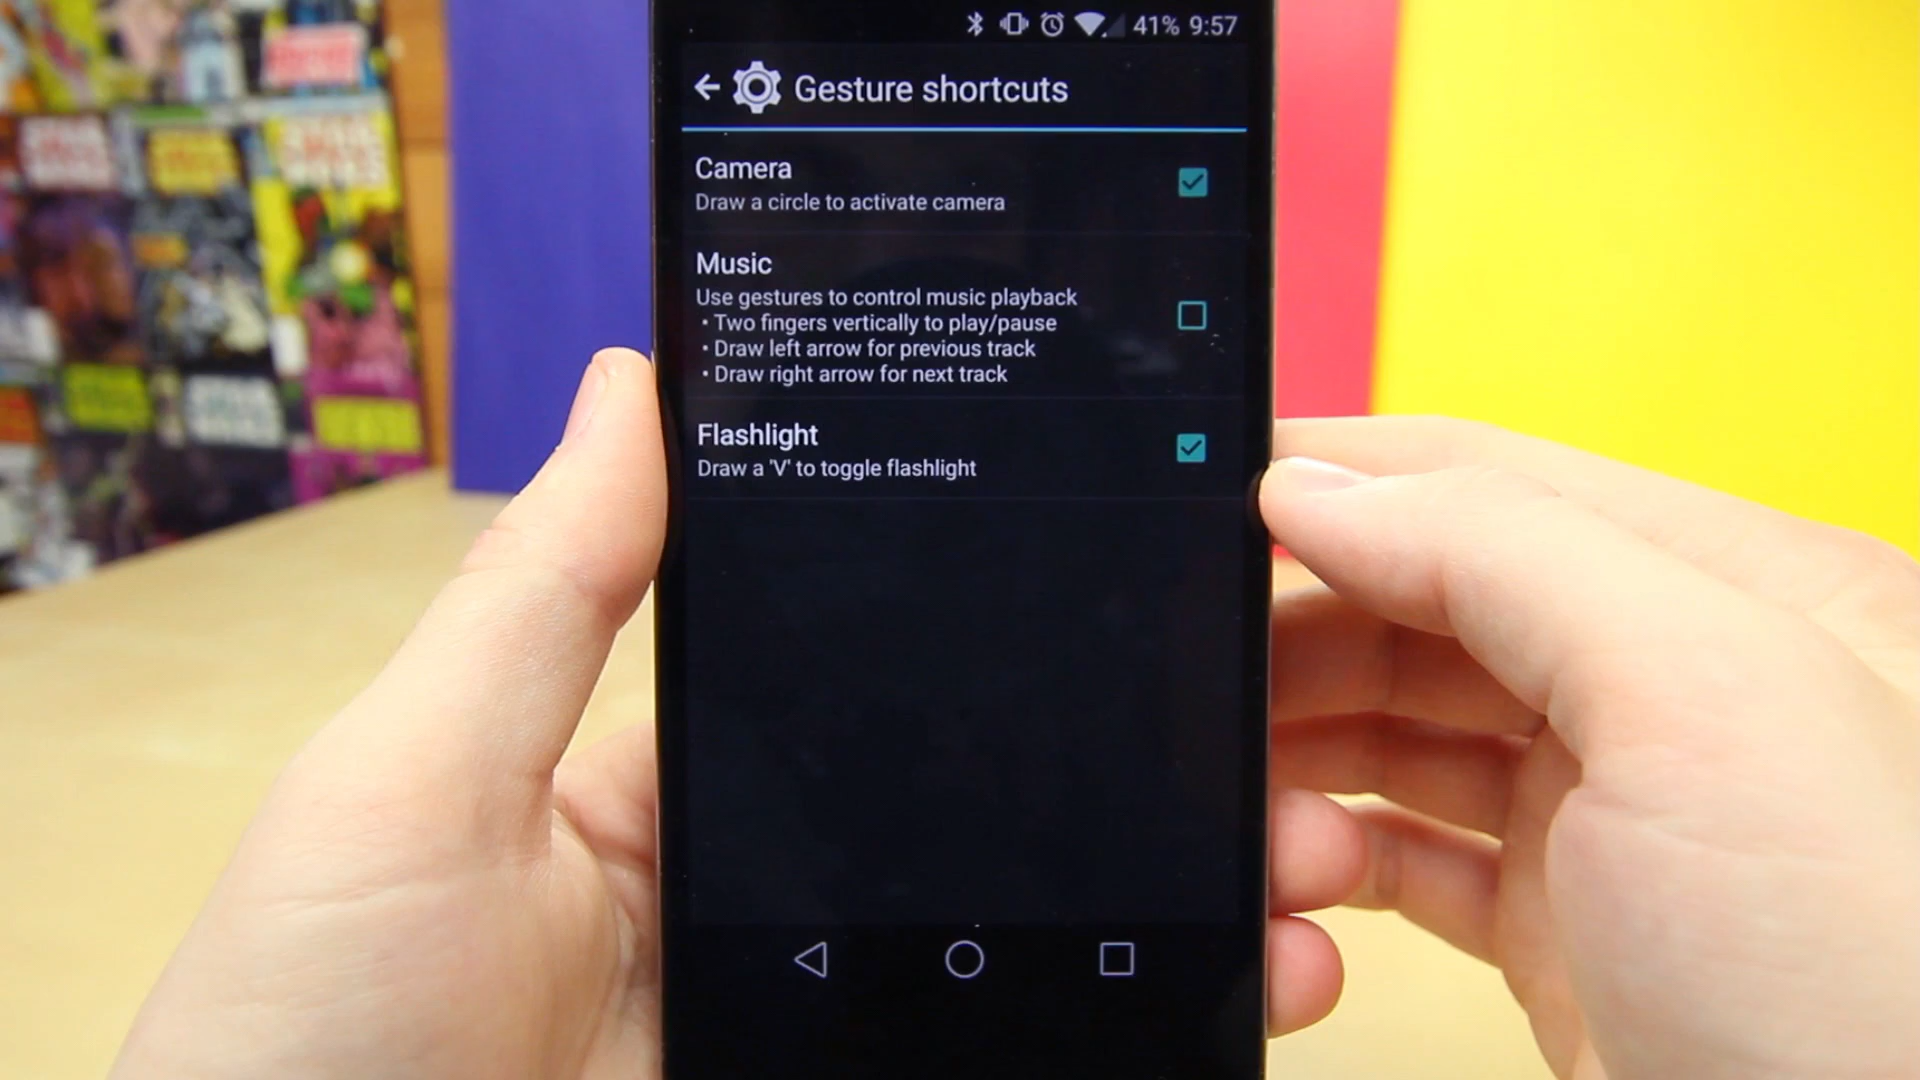 41% 9:57
Gesture shortcuts
Camera
Draw a circle to activate camera
Music
Use gestures to control music playback
• Two fingers vertically to play/pause
• Draw left arrow for previous track
• Draw right arrow for next track
Flashlight
Draw a 'V' to toggle flashlight